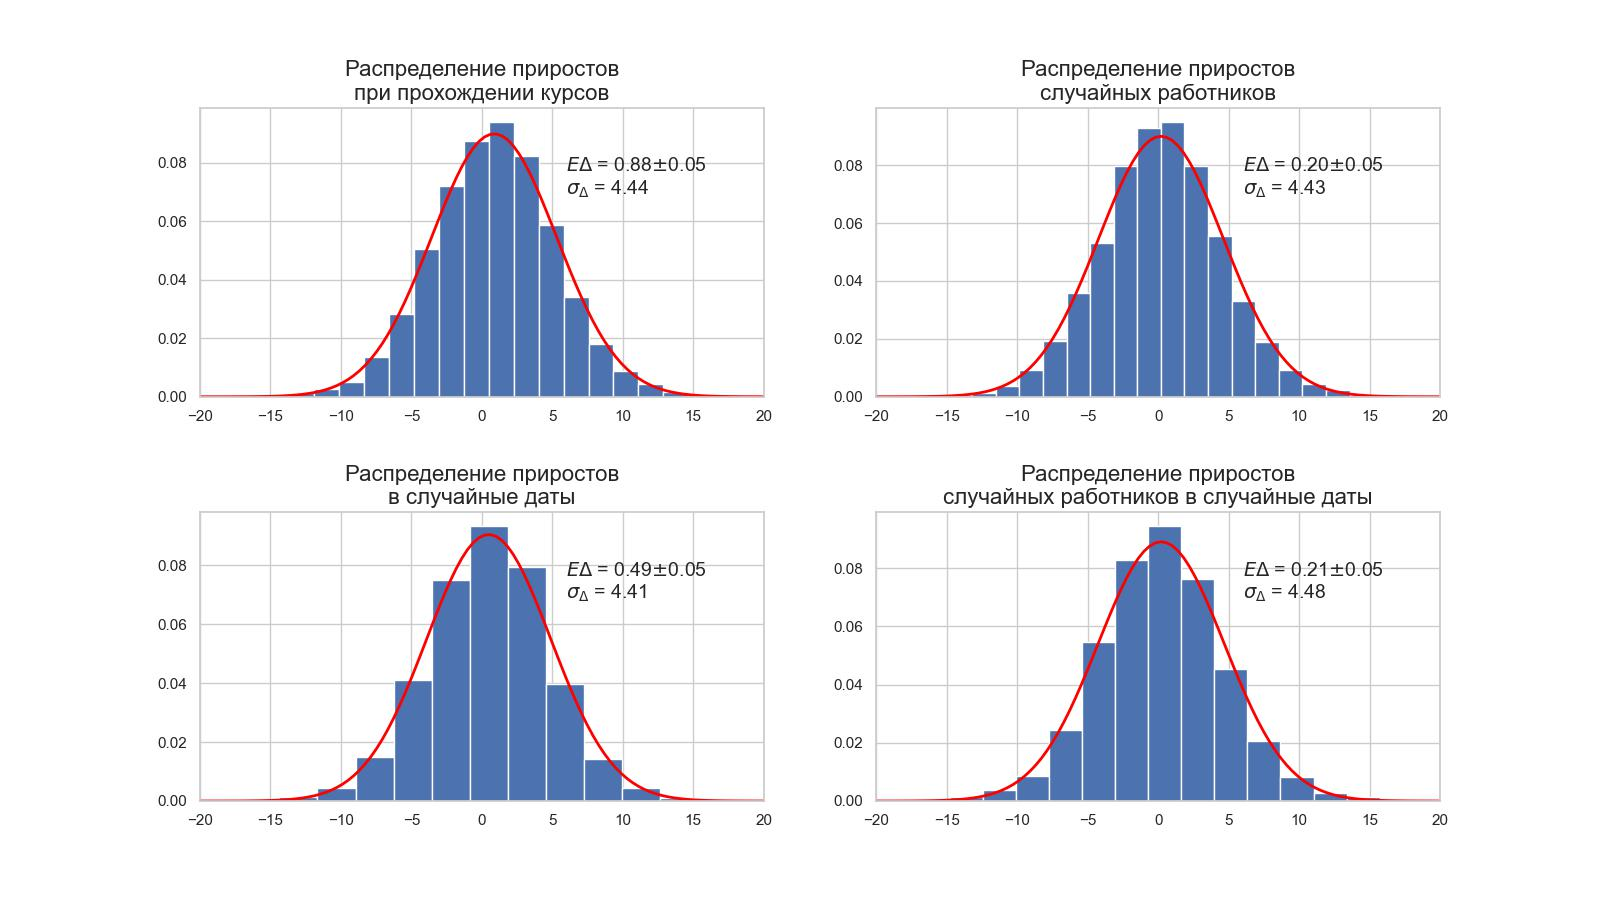 Распределение приростов
при прохождении курсов
EΔ = 0.88±0.05
σΔ = 4.44
0.08
0.06
0.04
0.02
0.00
−20 −15 −10 −5 0 5 10 15 20
Распределение приростов
случайных работников
EΔ = 0.20±0.05
σΔ = 4.43
0.08
0.06
0.04
0.02
0.00
−20 −15 −10 −5 0 5 10 15 20
Распределение приростов
в случайные даты
EΔ = 0.49±0.05
σΔ = 4.41
0.08
0.06
0.04
0.02
0.00
−20 −15 −10 −5 0 5 10 15 20
Распределение приростов
случайных работников в случайные даты
EΔ = 0.21±0.05
σΔ = 4.48
0.08
0.06
0.04
0.02
0.00
−20 −15 −10 −5 0 5 10 15 20